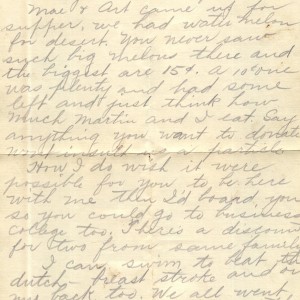 Mae & Art came up for
supper, we had watermelon
for desert. You never saw
such big melons there and
the biggest are 15¢. A 10¢ one
was plenty and had some
left and just think how
much Martin and I eat. Say
anything you want to donate
isn't a particle
How I do wish it were
possible for you to be here
with me then I'd board, you
so you could go to business
college too. There's a discount
for two from same family
I can swim to beat the
dutch - breast stroke and on
my back too. We all went